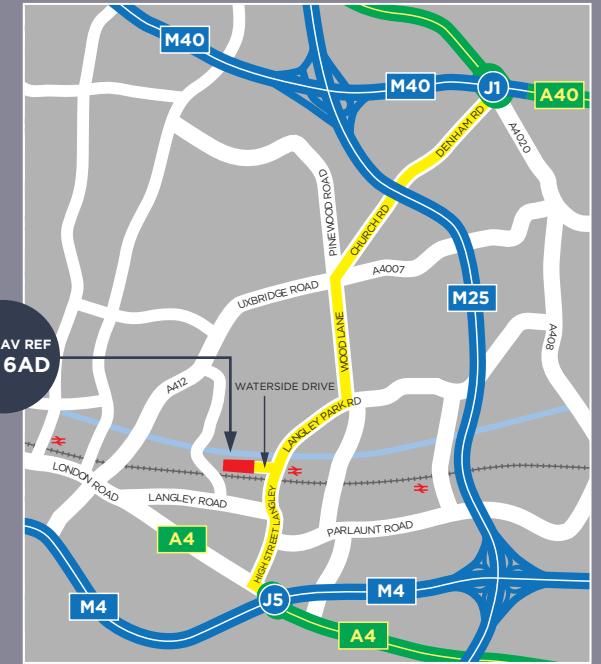 M40
M40
J1
A40
DENHAM RD
A4020
PINEWOOD ROAD
CHURCH RD
A4007
UXBRIDGE ROAD
M25
WOOD LANE
A408
AV REF
6AD
A412
WATERSIDE DRIVE
LANGLEY PARK RD
LONDON ROAD
LANGLEY ROAD
HIGH STREET LANGLEY
PARLAUNT ROAD
A4
M4
J5
M4
A4